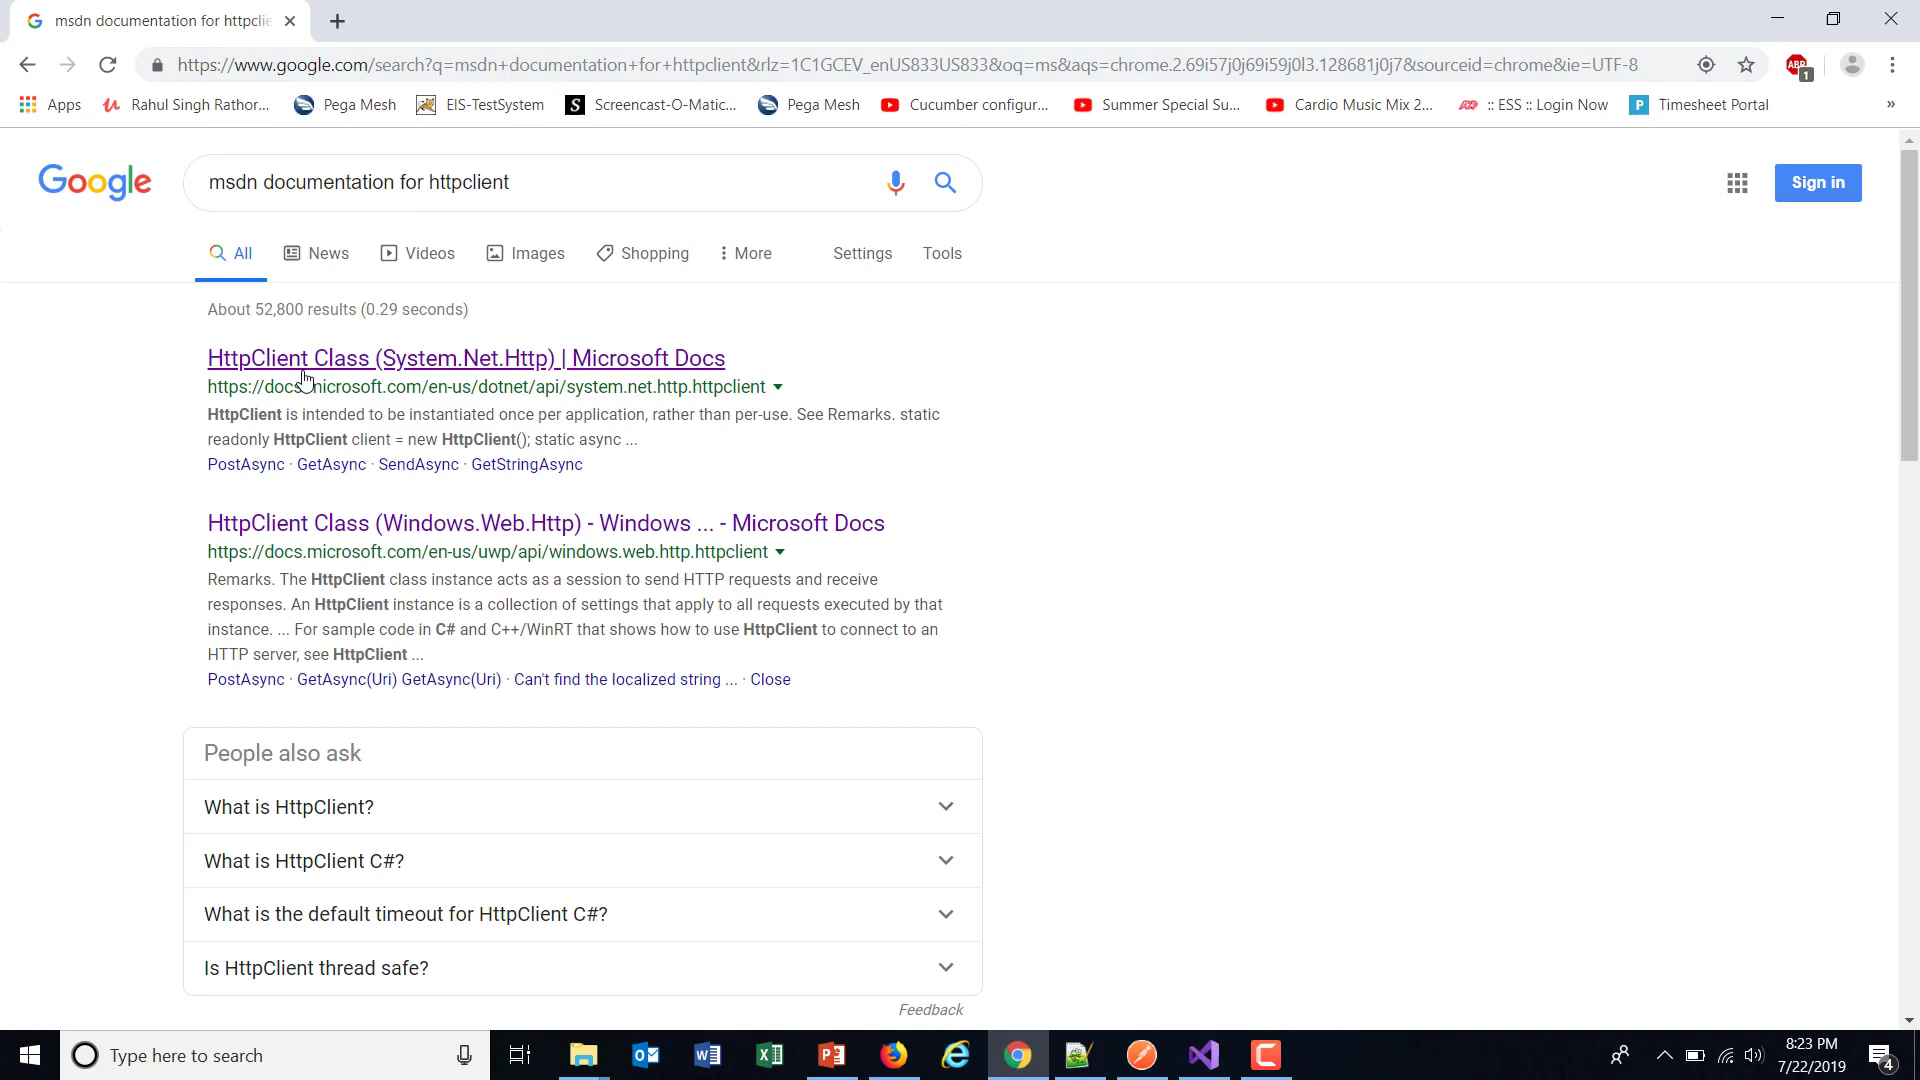 msdn documentation for httpclie
https://www.google.com/search?q=msdn+documentation+for+httpclient&rlz=1C1GCEV_enUS833US833&oq=ms&aqs=chrome.2.69i57j0j69i59j0l3.128681j0j7&sourceid=chrome&ie=UTF-8
ABP
1
Apps
Rahul Singh Rathor...
Pega Mesh
EIS-TestSystem
Screencast-O-Matic...
Pega Mesh
Cucumber configur...
Summer Special Su...
Cardio Music Mix 2...
:: ESS :: Login Now
Timesheet Portal
»
Google
msdn documentation for httpclient
Sign in
All
News
Videos
Images
Shopping
More
Settings
Tools
About 52,800 results (0.29 seconds)
HttpClient Class (System.Net.Http) | Microsoft Docs
https://docs.microsoft.com/en-us/dotnet/api/system.net.http.httpclient
HttpClient is intended to be instantiated once per application, rather than per-use. See Remarks. static
readonly HttpClient client = new HttpClient(); static async ...
PostAsync · GetAsync · SendAsync · GetStringAsync
HttpClient Class (Windows.Web.Http) - Windows ... - Microsoft Docs
https://docs.microsoft.com/en-us/uwp/api/windows.web.http.httpclient
Remarks. The HttpClient class instance acts as a session to send HTTP requests and receive
responses. An HttpClient instance is a collection of settings that apply to all requests executed by that
instance. ... For sample code in C# and C++/WinRT that shows how to use HttpClient to connect to an
HTTP server, see HttpClient ...
PostAsync · GetAsync(Uri) GetAsync(Uri) · Can't find the localized string ... · Close
People also ask
What is HttpClient?
What is HttpClient C#?
What is the default timeout for HttpClient C#?
Is HttpClient thread safe?
Feedback
Type here to search
8:23 PM
7/22/2019
4